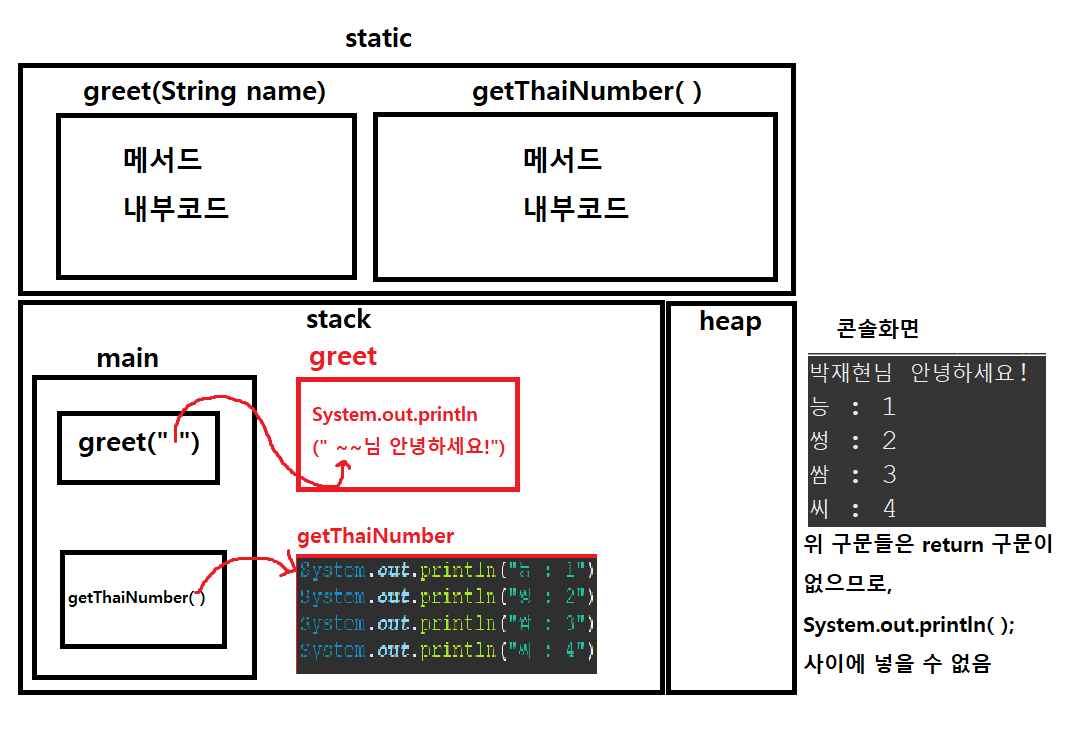 static
greet(String name)
getThaiNumber( )
메서드
내부코드
메서드
내부코드
stack
heap
main
greet
greet(" ")
System.out.println
(" ~~님 안녕하세요!")
getThaiNumber
getThaiNumber( )
System.out.println("능 : 1")
System.out.println("썽 : 2")
System.out.println("쌈 : 3")
System.out.println("씨 : 4")
콘솔화면
박재현님 안녕하세요!
능 : 1
썽 : 2
쌈 : 3
씨 : 4
위 구문들은 return 구문이
없으므로,
System.out.println( );
사이에 넣을 수 없음